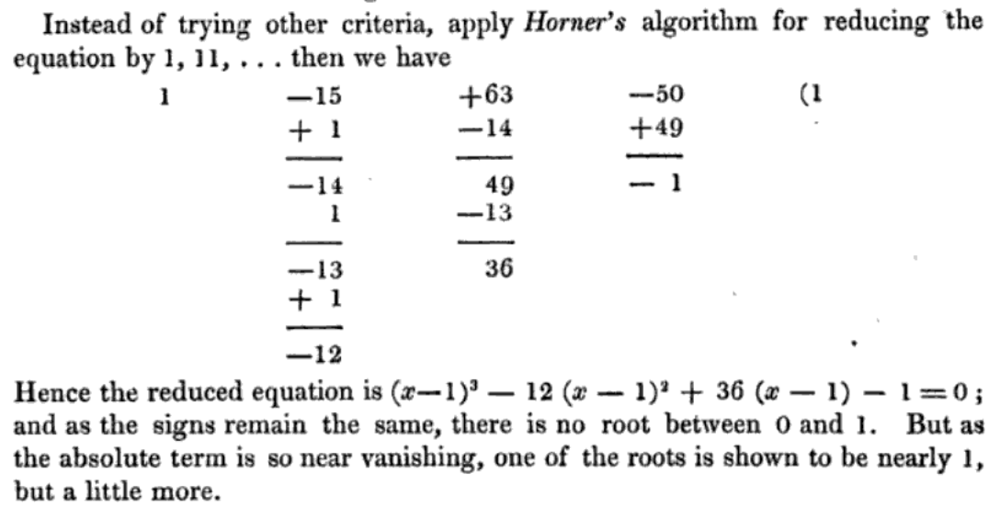 Instead of trying other criteria, apply Horner's algorithm for reducing the
equation by 1, 11, . . . then we have
1 —15 +63 —50 (1
+ 1 —14 +49
—14 49 — 1
1 —13
—13 36
+ 1
—12
Hence the reduced equation is (x—1)³ — 12 (x — 1)² + 36 (x — 1) — 1=0;
and as the signs remain the same, there is no root between 0 and 1. But as
the absolute term is so near vanishing, one of the roots is shown to be nearly 1,
but a little more.